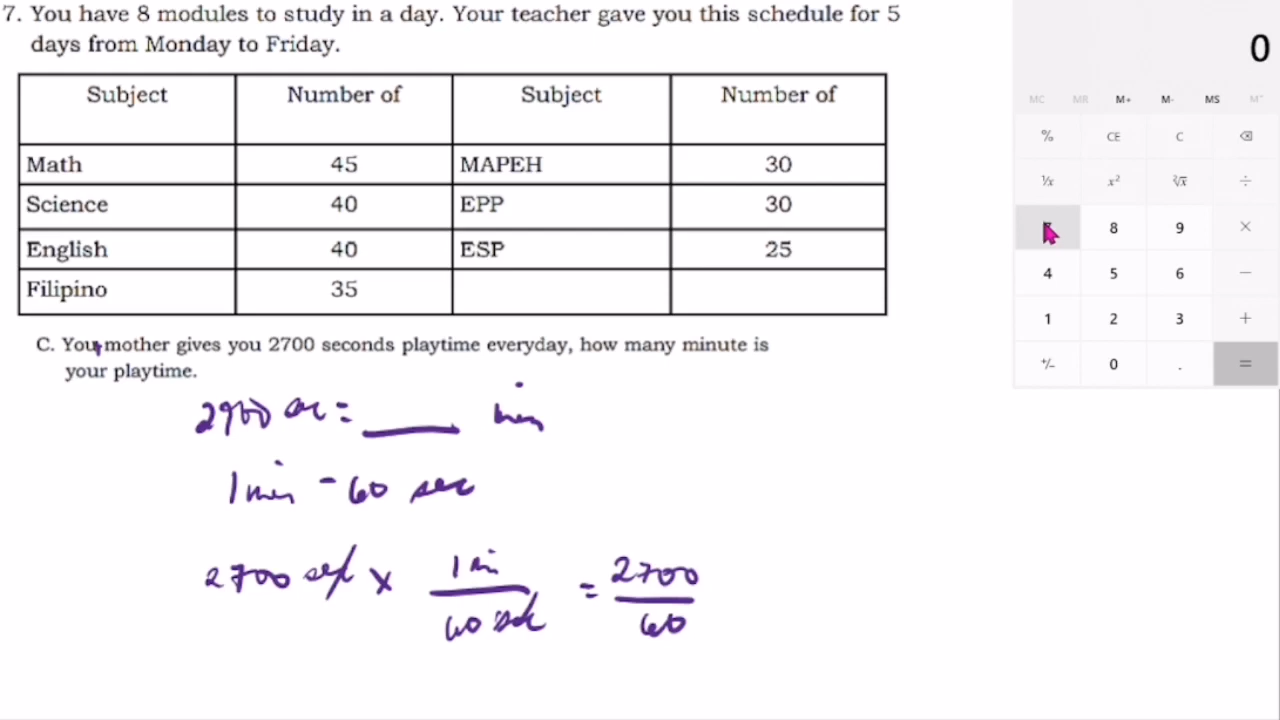 7. You have 8 modules to study in a day. Your teacher gave you this schedule for 5
days from Monday to Friday.
Subject Number of Subject Number of
Math 45 MAPEH 30
Science 40 EPP 30
English 40 ESP 25
Filipino 35
C. Your mother gives you 2700 seconds playtime everyday, how many minute is
your playtime.
2700 sec = ____ min
1 min - 60 sec
2700 sec x 1 min / 60 sec = 2700 / 60
0
MC MR M+ M- MS M˅
% CE C ⌫
¹/x x² ²√x ÷
8 9 ×
4 5 6 −
1 2 3 +
+/− 0 . =